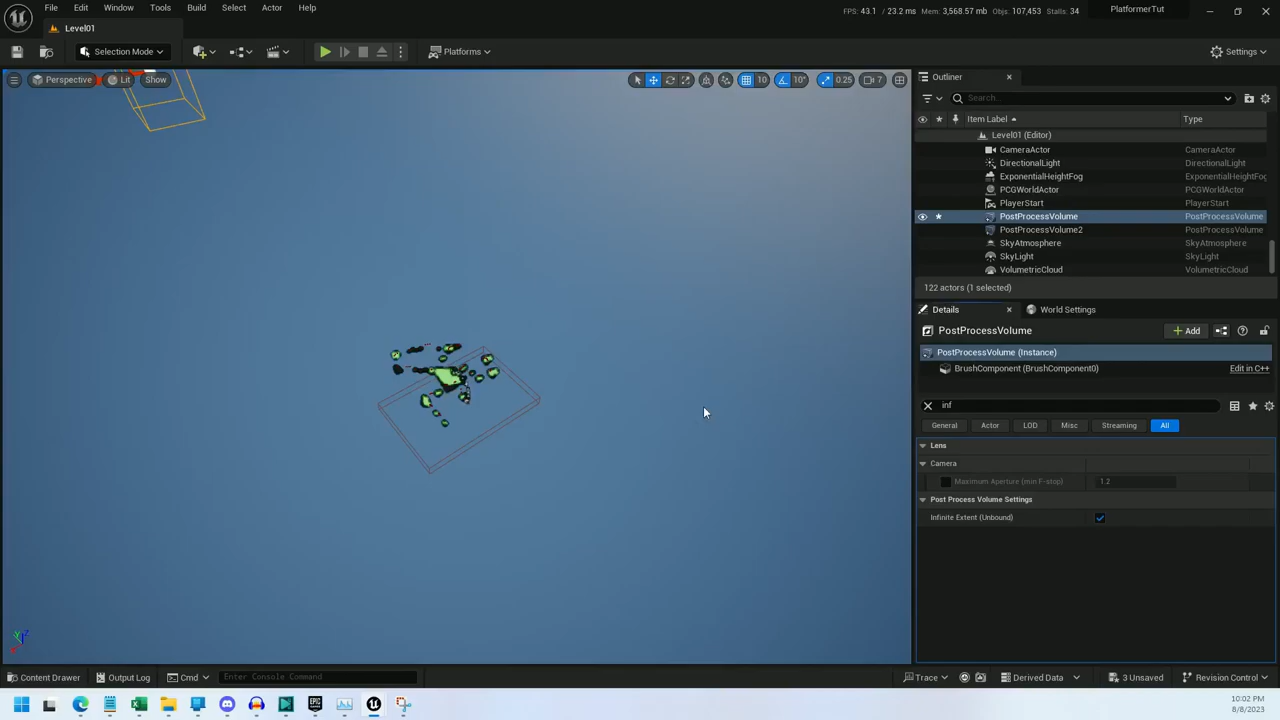 File Edit Window Tools Build Select Actor Help
FPS: 43.1 / 23.2 ms Mem: 3,568.57 mb Objs: 107,453 Stalls: 34
PlatformerTut
Level01
Selection Mode
Platforms
Settings
Perspective
Lit
Show
10
10°
0.25
7
Outliner
Search...
Item Label
Type
Level01 (Editor)
CameraActor CameraActor
DirectionalLight DirectionalLight
ExponentialHeightFog ExponentialHeightFog
PCGWorldActor PCGWorldActor
PlayerStart PlayerStart
PostProcessVolume PostProcessVolume
PostProcessVolume2 PostProcessVolume
SkyAtmosphere SkyAtmosphere
SkyLight SkyLight
VolumetricCloud VolumetricCloud
122 actors (1 selected)
Details
World Settings
PostProcessVolume
Add
PostProcessVolume (Instance)
BrushComponent (BrushComponent0) Edit in C++
inf
General Actor LOD Misc Streaming All
Lens
Camera
Maximum Aperture (min F-stop) 1.2
Post Process Volume Settings
Infinite Extent (Unbound)
Content Drawer Output Log Cmd Enter Console Command
Trace Derived Data 3 Unsaved Revision Control
EPIC
10:02 PM
8/8/2023